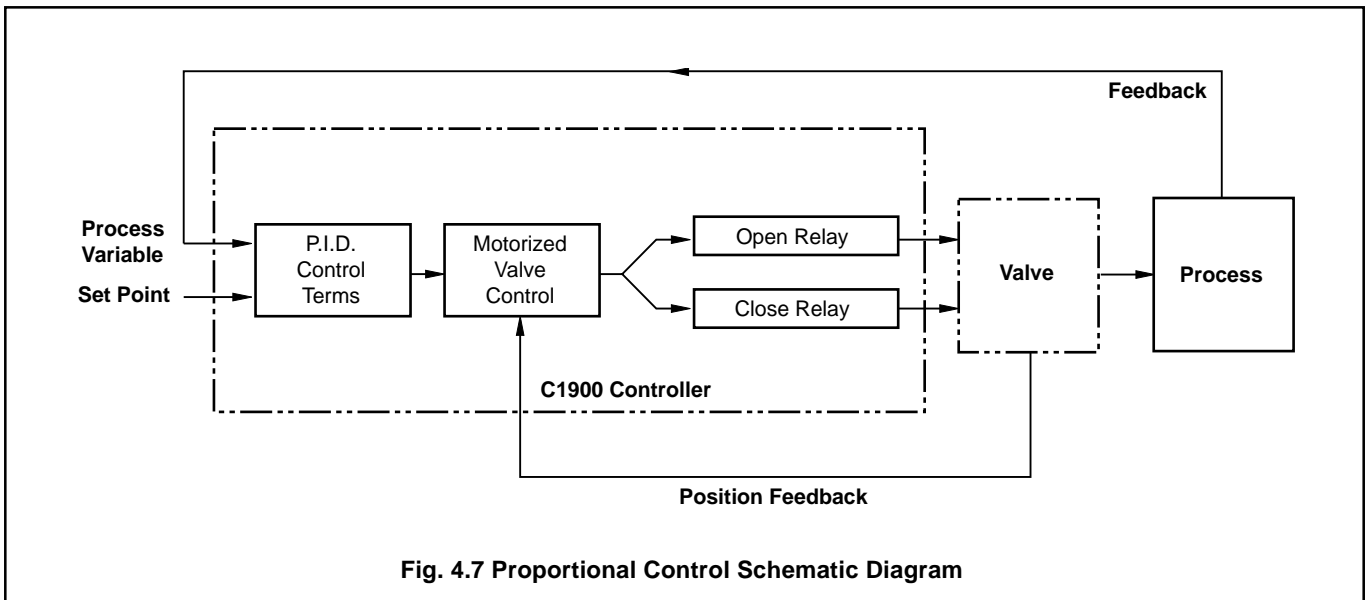 Feedback
Process
Variable
Set Point
P.I.D.
Control
Terms
Motorized
Valve
Control
Open Relay
Close Relay
Valve
Process
C1900 Controller
Position Feedback
Fig. 4.7 Proportional Control Schematic Diagram